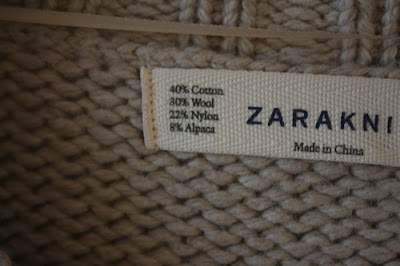 40% Cotton
30% Wool
22% Nylon
8% Alpaca
ZARAKNI
Made in China